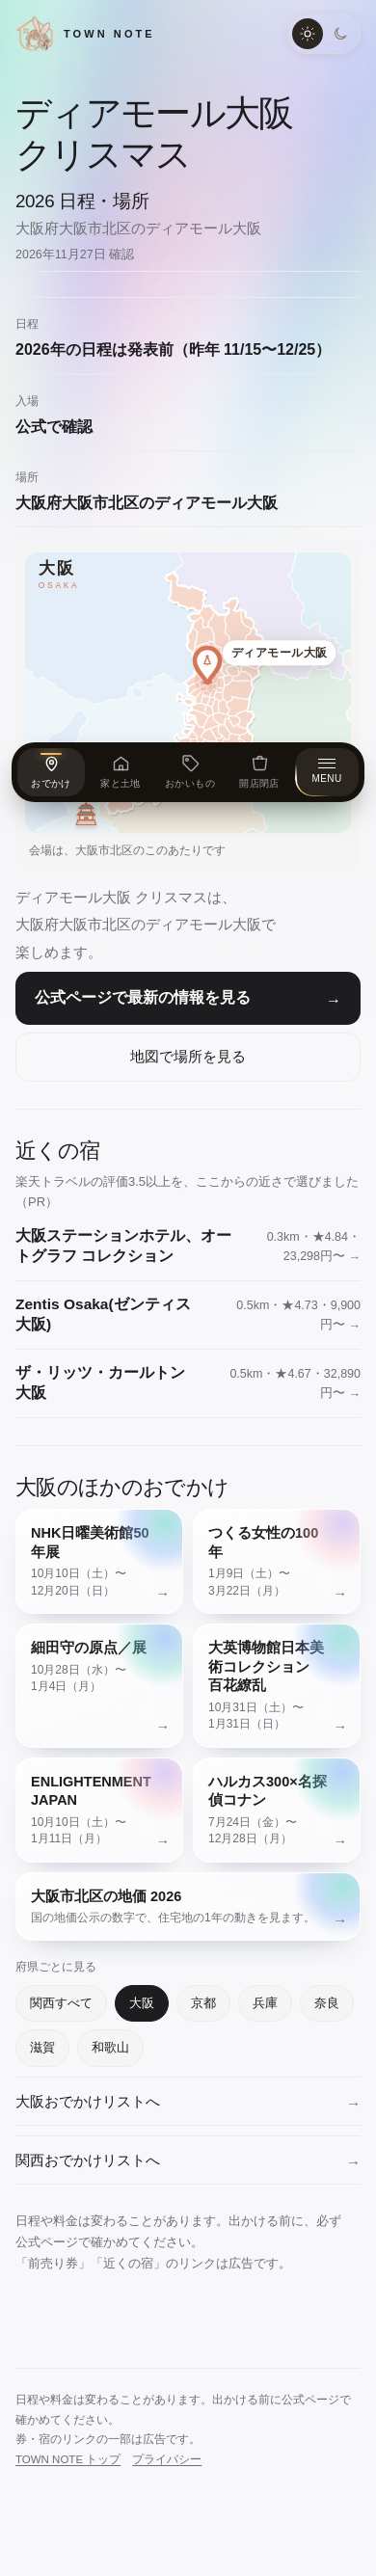 TOWN NOTE
ディアモール大阪
クリスマス
2026 日程・場所
大阪府大阪市北区のディアモール大阪
2026年11月27日 確認
日程
2026年の日程は発表前（昨年 11/15〜12/25）
入場
公式で確認
場所
大阪府大阪市北区のディアモール大阪
大阪
OSAKA
ディアモール大阪
おでかけ
家と土地
おかいもの
開店閉店
MENU
会場は、大阪市北区のこのあたりです
ディアモール大阪 クリスマスは、
大阪府大阪市北区のディアモール大阪で
楽しめます。
公式ページで最新の情報を見る →
地図で場所を見る
近くの宿
楽天トラベルの評価3.5以上を、ここからの近さで選びました
（PR）
大阪ステーションホテル、オー
トグラフ コレクション
0.3km・★4.84・
23,298円〜 →
Zentis Osaka(ゼンティス
大阪)
0.5km・★4.73・9,900
円〜 →
ザ・リッツ・カールトン
大阪
0.5km・★4.67・32,890
円〜 →
大阪のほかのおでかけ
NHK日曜美術館50
年展
10月10日（土）〜
12月20日（日） →
つくる女性の100
年
1月9日（土）〜
3月22日（月） →
細田守の原点／展
10月28日（水）〜
1月4日（月）
→
大英博物館日本美
術コレクション
百花繚乱
10月31日（土）〜
1月31日（日） →
ENLIGHTENMENT
JAPAN
10月10日（土）〜
1月11日（月） →
ハルカス300×名探
偵コナン
7月24日（金）〜
12月28日（月） →
大阪市北区の地価 2026
国の地価公示の数字で、住宅地の1年の動きを見ます。 →
府県ごとに見る
関西すべて
大阪
京都
兵庫
奈良
滋賀
和歌山
大阪おでかけリストへ →
関西おでかけリストへ →
日程や料金は変わることがあります。出かける前に、必ず
公式ページで確かめてください。
「前売り券」「近くの宿」のリンクは広告です。
日程や料金は変わることがあります。出かける前に公式ページで
確かめてください。
券・宿のリンクの一部は広告です。
TOWN NOTE トップ プライバシー